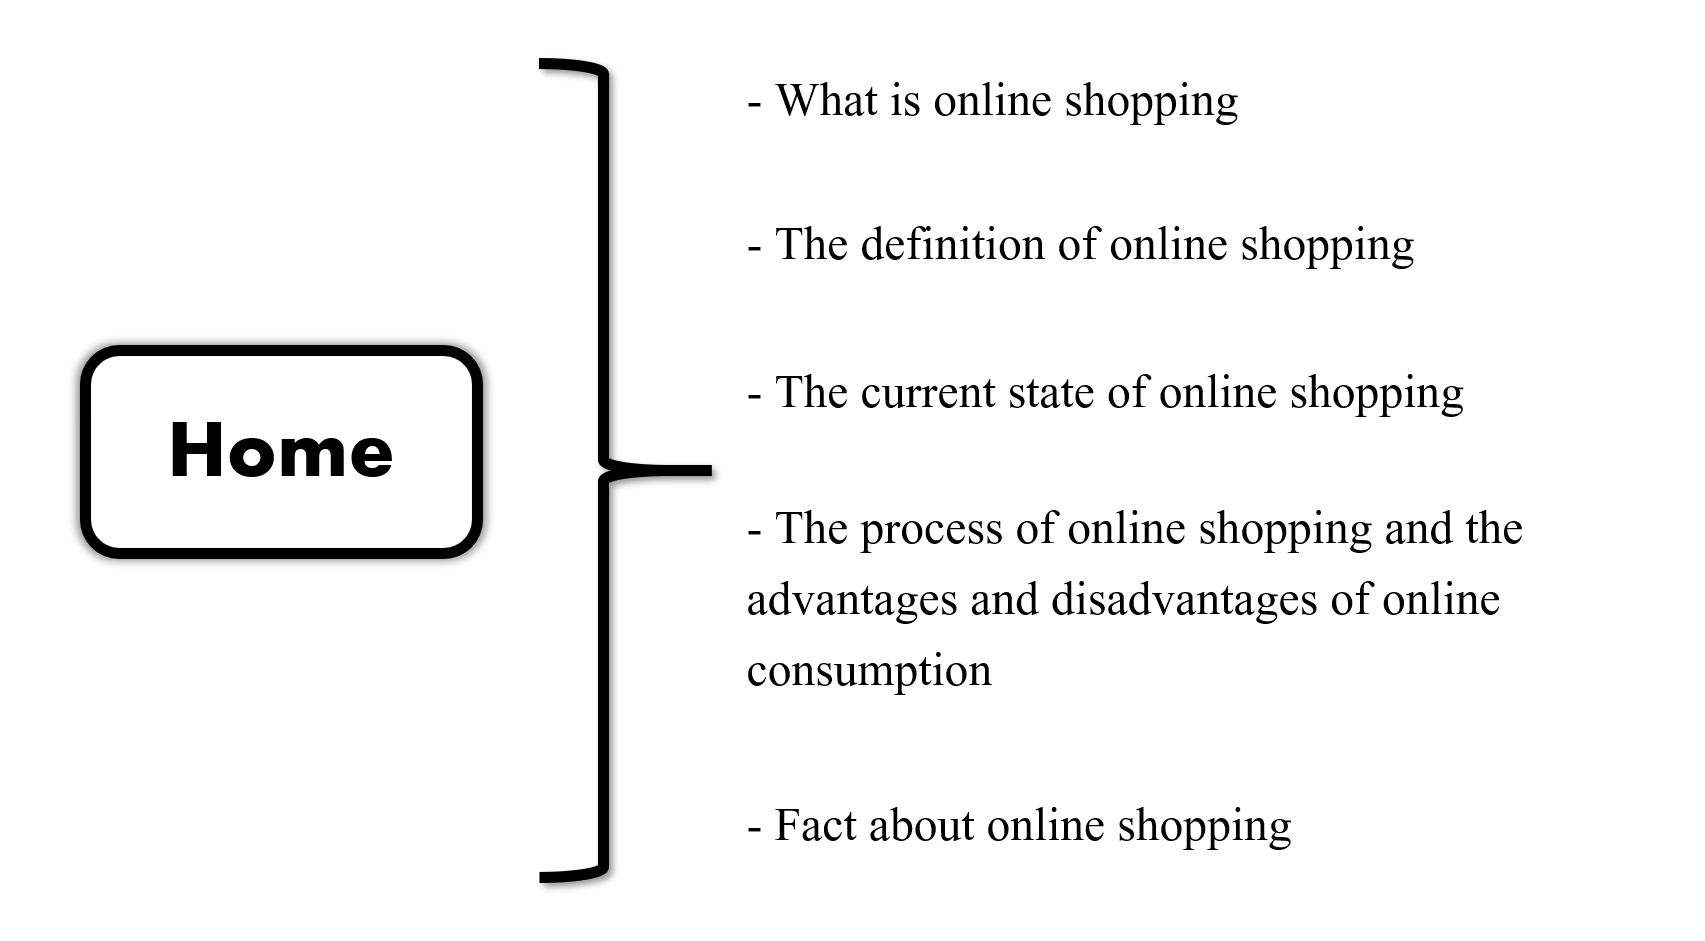 Home
- What is online shopping
- The definition of online shopping
- The current state of online shopping
- The process of online shopping and the
advantages and disadvantages of online
consumption
- Fact about online shopping